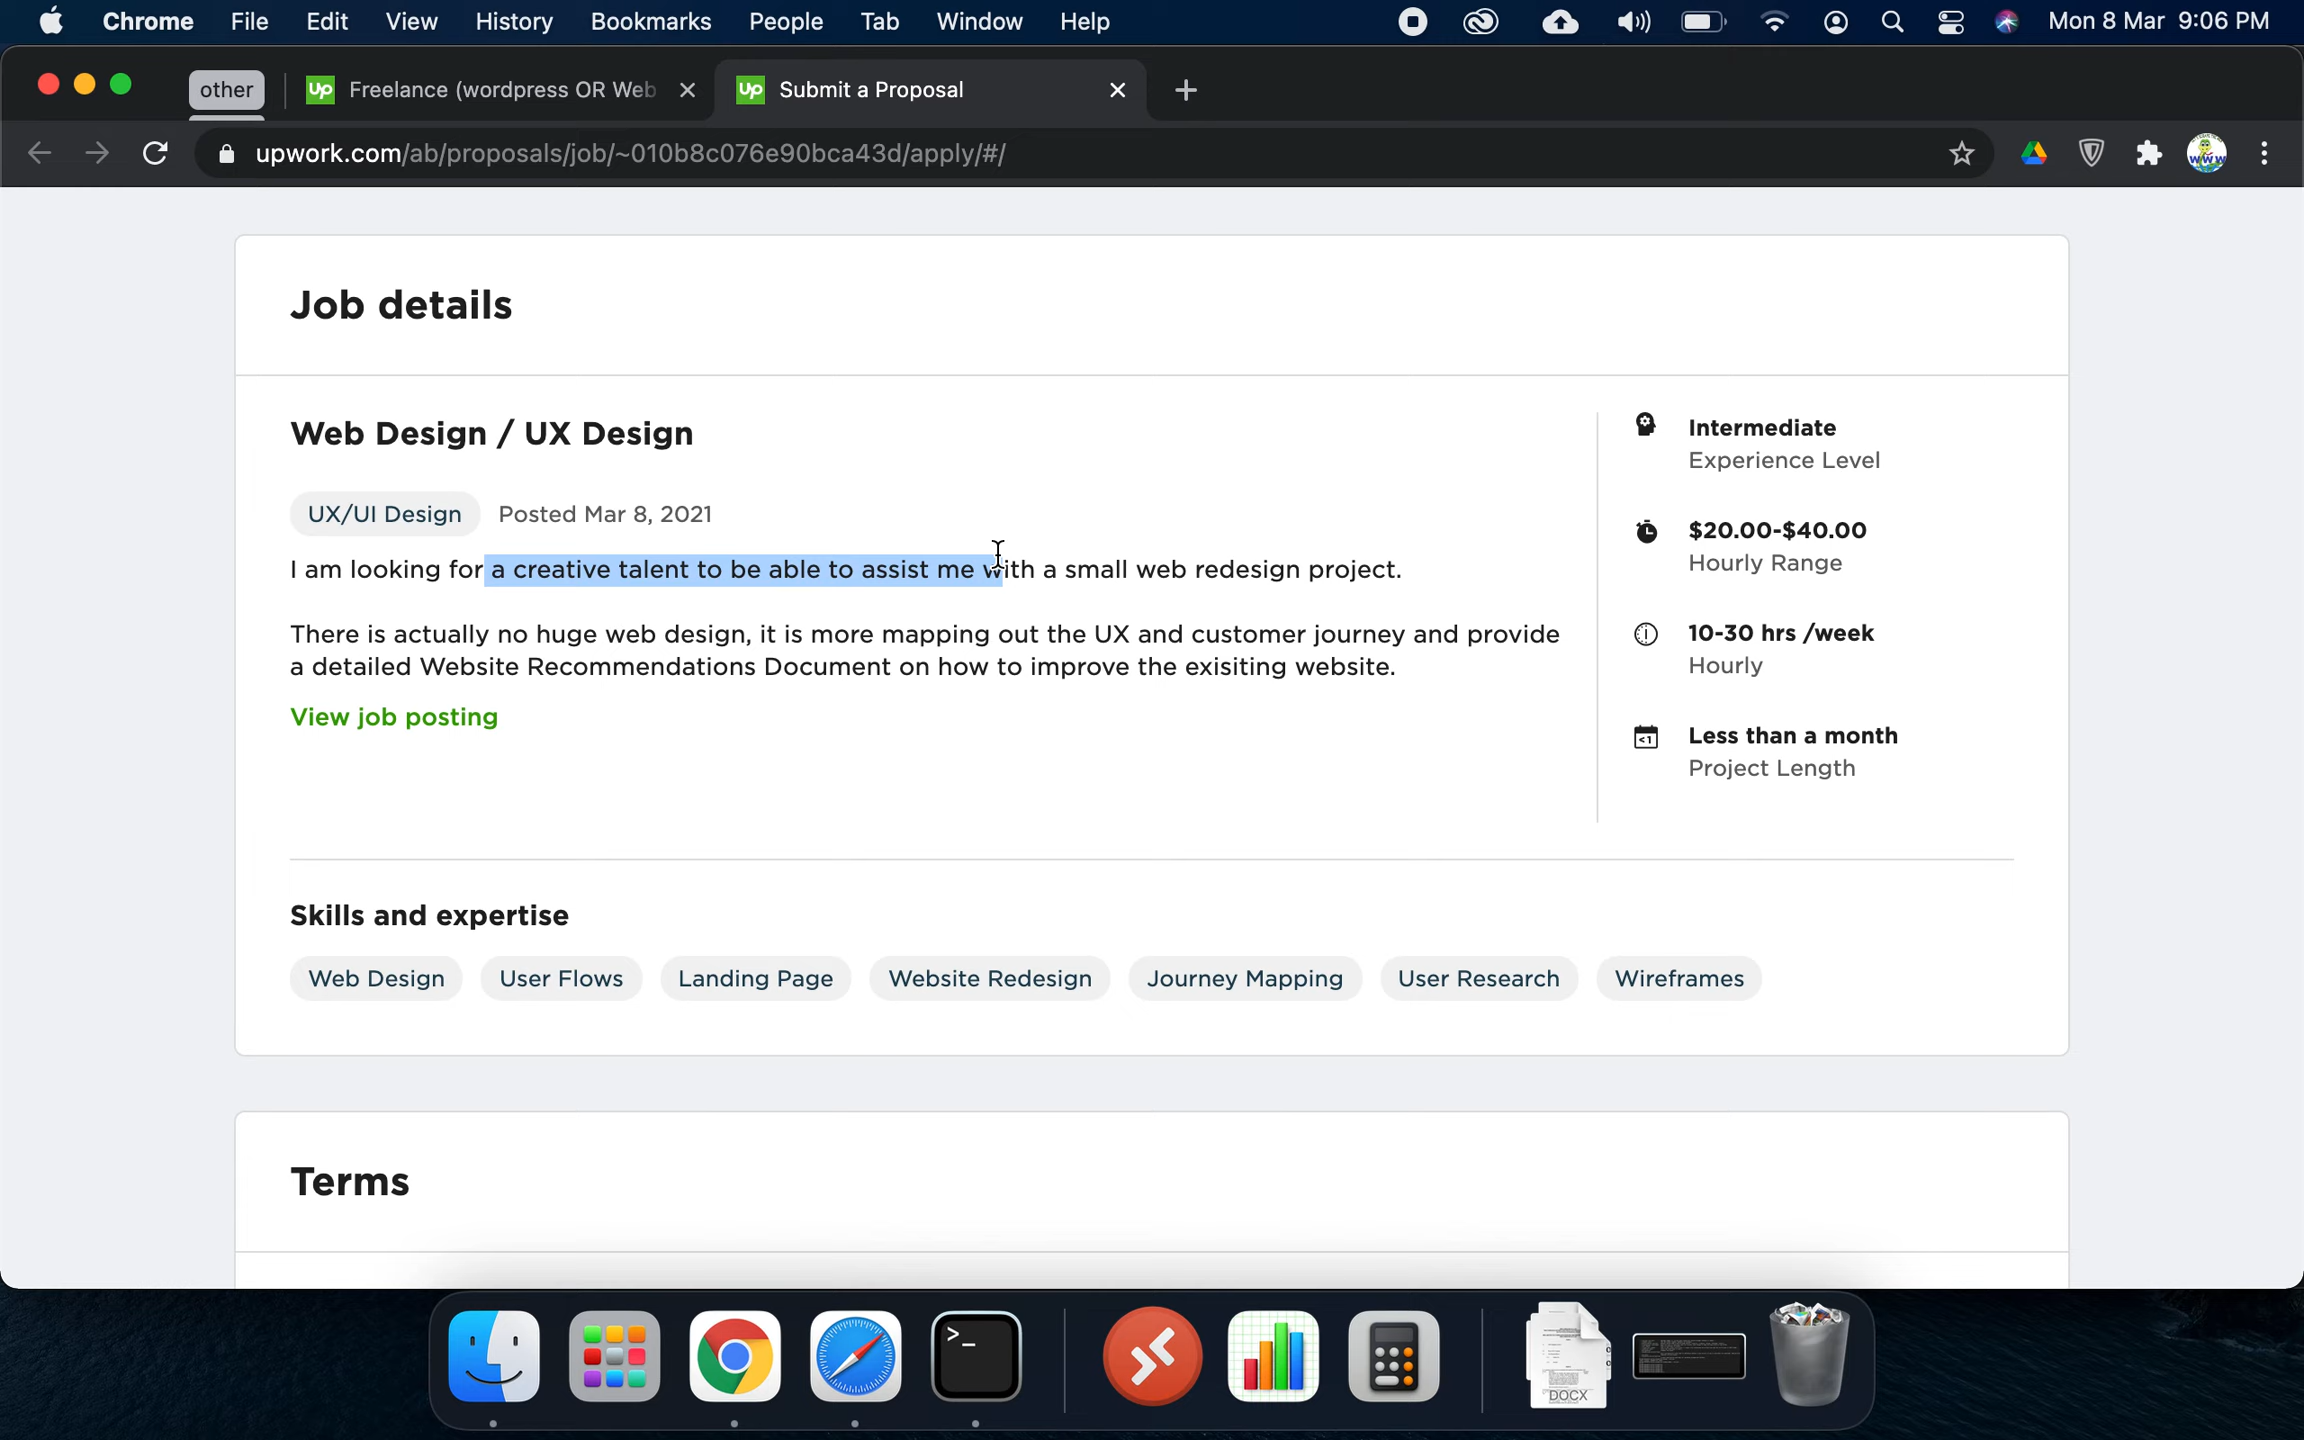 Chrome File Edit View History Bookmarks People Tab Window Help Mon 8 Mar 9:06 PM
other Up Freelance (wordpress OR Web Up Submit a Proposal
upwork.com/ab/proposals/job/~010b8c076e90bca43d/apply/#/
Job details
Web Design / UX Design
UX/UI Design Posted Mar 8, 2021
I am looking for a creative talent to be able to assist me with a small web redesign project.
There is actually no huge web design, it is more mapping out the UX and customer journey and provide
a detailed Website Recommendations Document on how to improve the exisiting website.
View job posting
Intermediate
Experience Level
$20.00-$40.00
Hourly Range
10-30 hrs /week
Hourly
<1 Less than a month
Project Length
Skills and expertise
Web Design User Flows Landing Page Website Redesign Journey Mapping User Research Wireframes
Terms
>_
DOCX